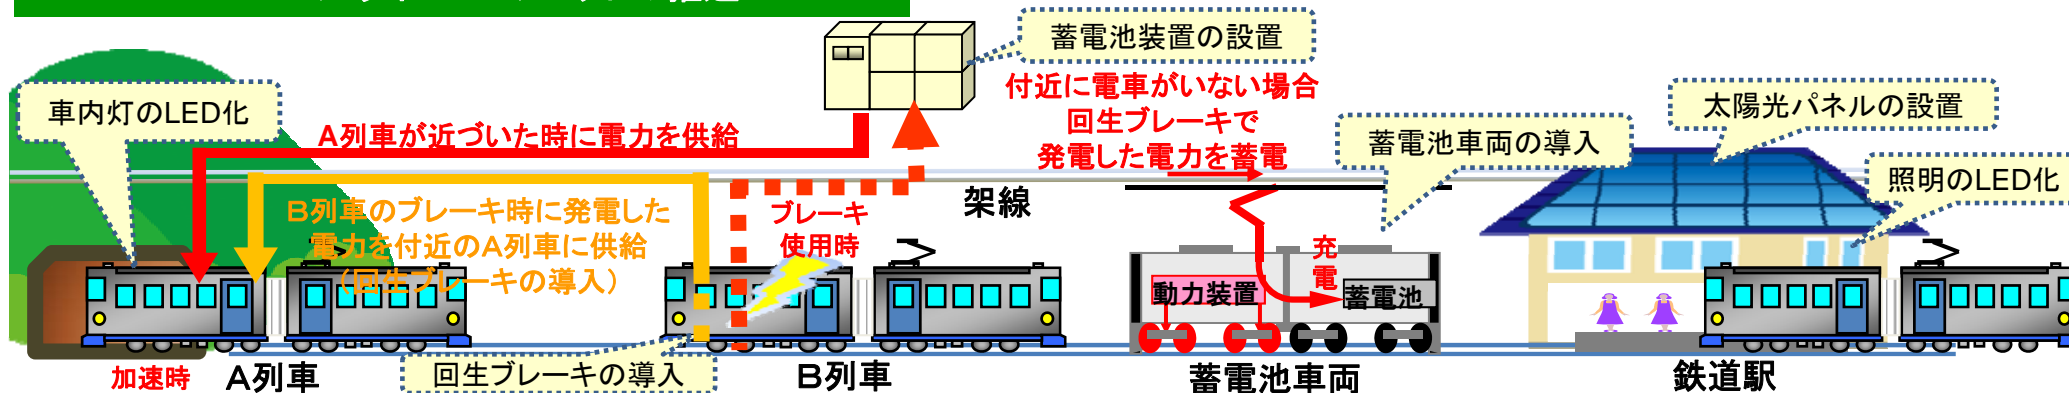 蓄電池装置の設置
付近に電車がいない場合
回生ブレーキで
発電した電力を蓄電
車内灯のLED化
A列車が近づいた時に電力を供給
太陽光パネルの設置
蓄電池車両の導入
照明のLED化
架線
B列車のブレーキ時に発電した
電力を付近のA列車に供給
(回生ブレーキの導入)
ブレーキ
使用時
充
電
動力装置
蓄電池
加速時
A列車
回生ブレーキの導入
B列車
蓄電池車両
鉄道駅